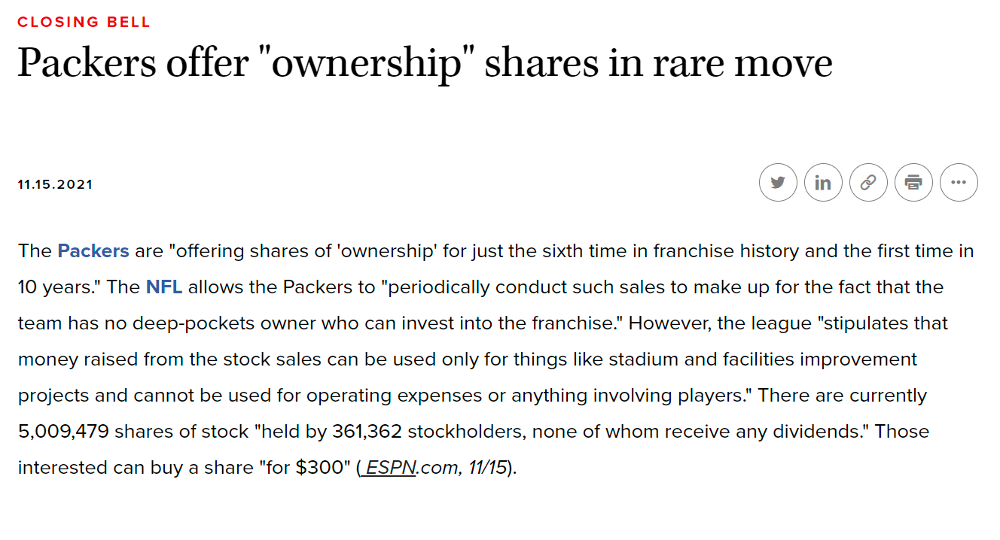 CLOSING BELL
Packers offer "ownership" shares in rare move
11.15.2021
The Packers are "offering shares of 'ownership' for just the sixth time in franchise history and the first time in
10 years." The NFL allows the Packers to "periodically conduct such sales to make up for the fact that the
team has no deep-pockets owner who can invest into the franchise." However, the league "stipulates that
money raised from the stock sales can be used only for things like stadium and facilities improvement
projects and cannot be used for operating expenses or anything involving players." There are currently
5,009,479 shares of stock "held by 361,362 stockholders, none of whom receive any dividends." Those
interested can buy a share "for $300" ( ESPN.com, 11/15).